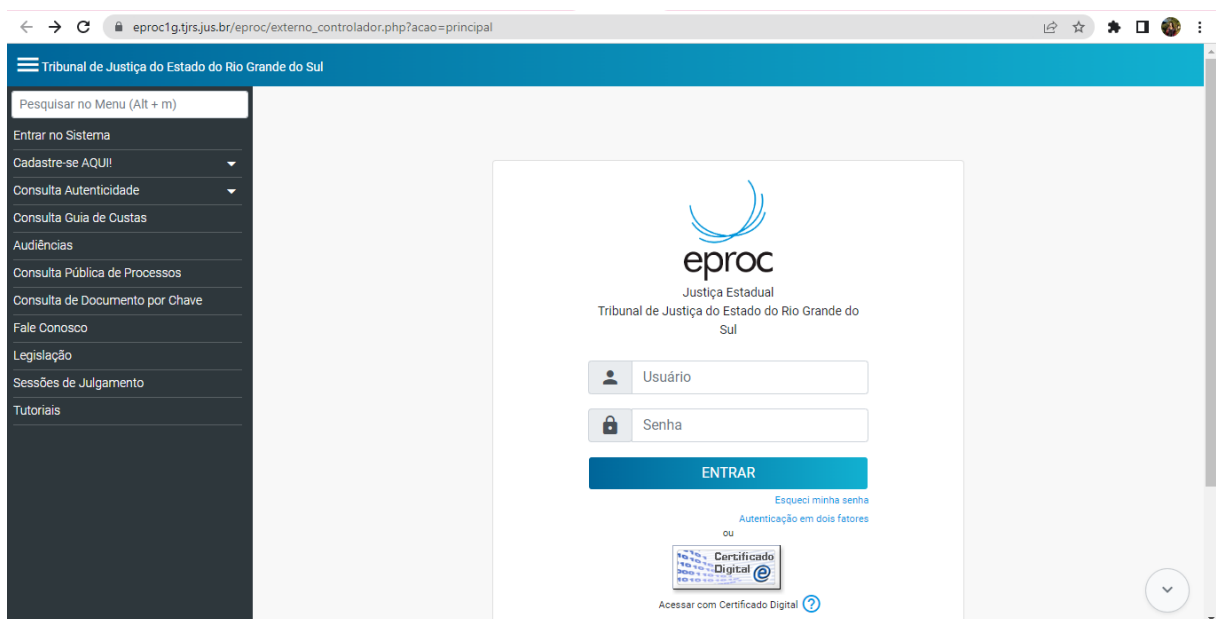 eproc1g.tjrs.jus.br/eproc/externo_controlador.php?acao=principal
Tribunal de Justiça do Estado do Rio Grande do Sul
Pesquisar no Menu (Alt + m)
Entrar no Sistema
Cadastre-se AQUI!
Consulta Autenticidade
Consulta Guia de Custas
Audiências
Consulta Pública de Processos
Consulta de Documento por Chave
Fale Conosco
Legislação
Sessões de Julgamento
Tutoriais
eproc
Justiça Estadual
Tribunal de Justiça do Estado do Rio Grande do
Sul
Usuário
Senha
ENTRAR
Esqueci minha senha
Autenticação em dois fatores
ou
Certificado
Digital
Acessar com Certificado Digital ?